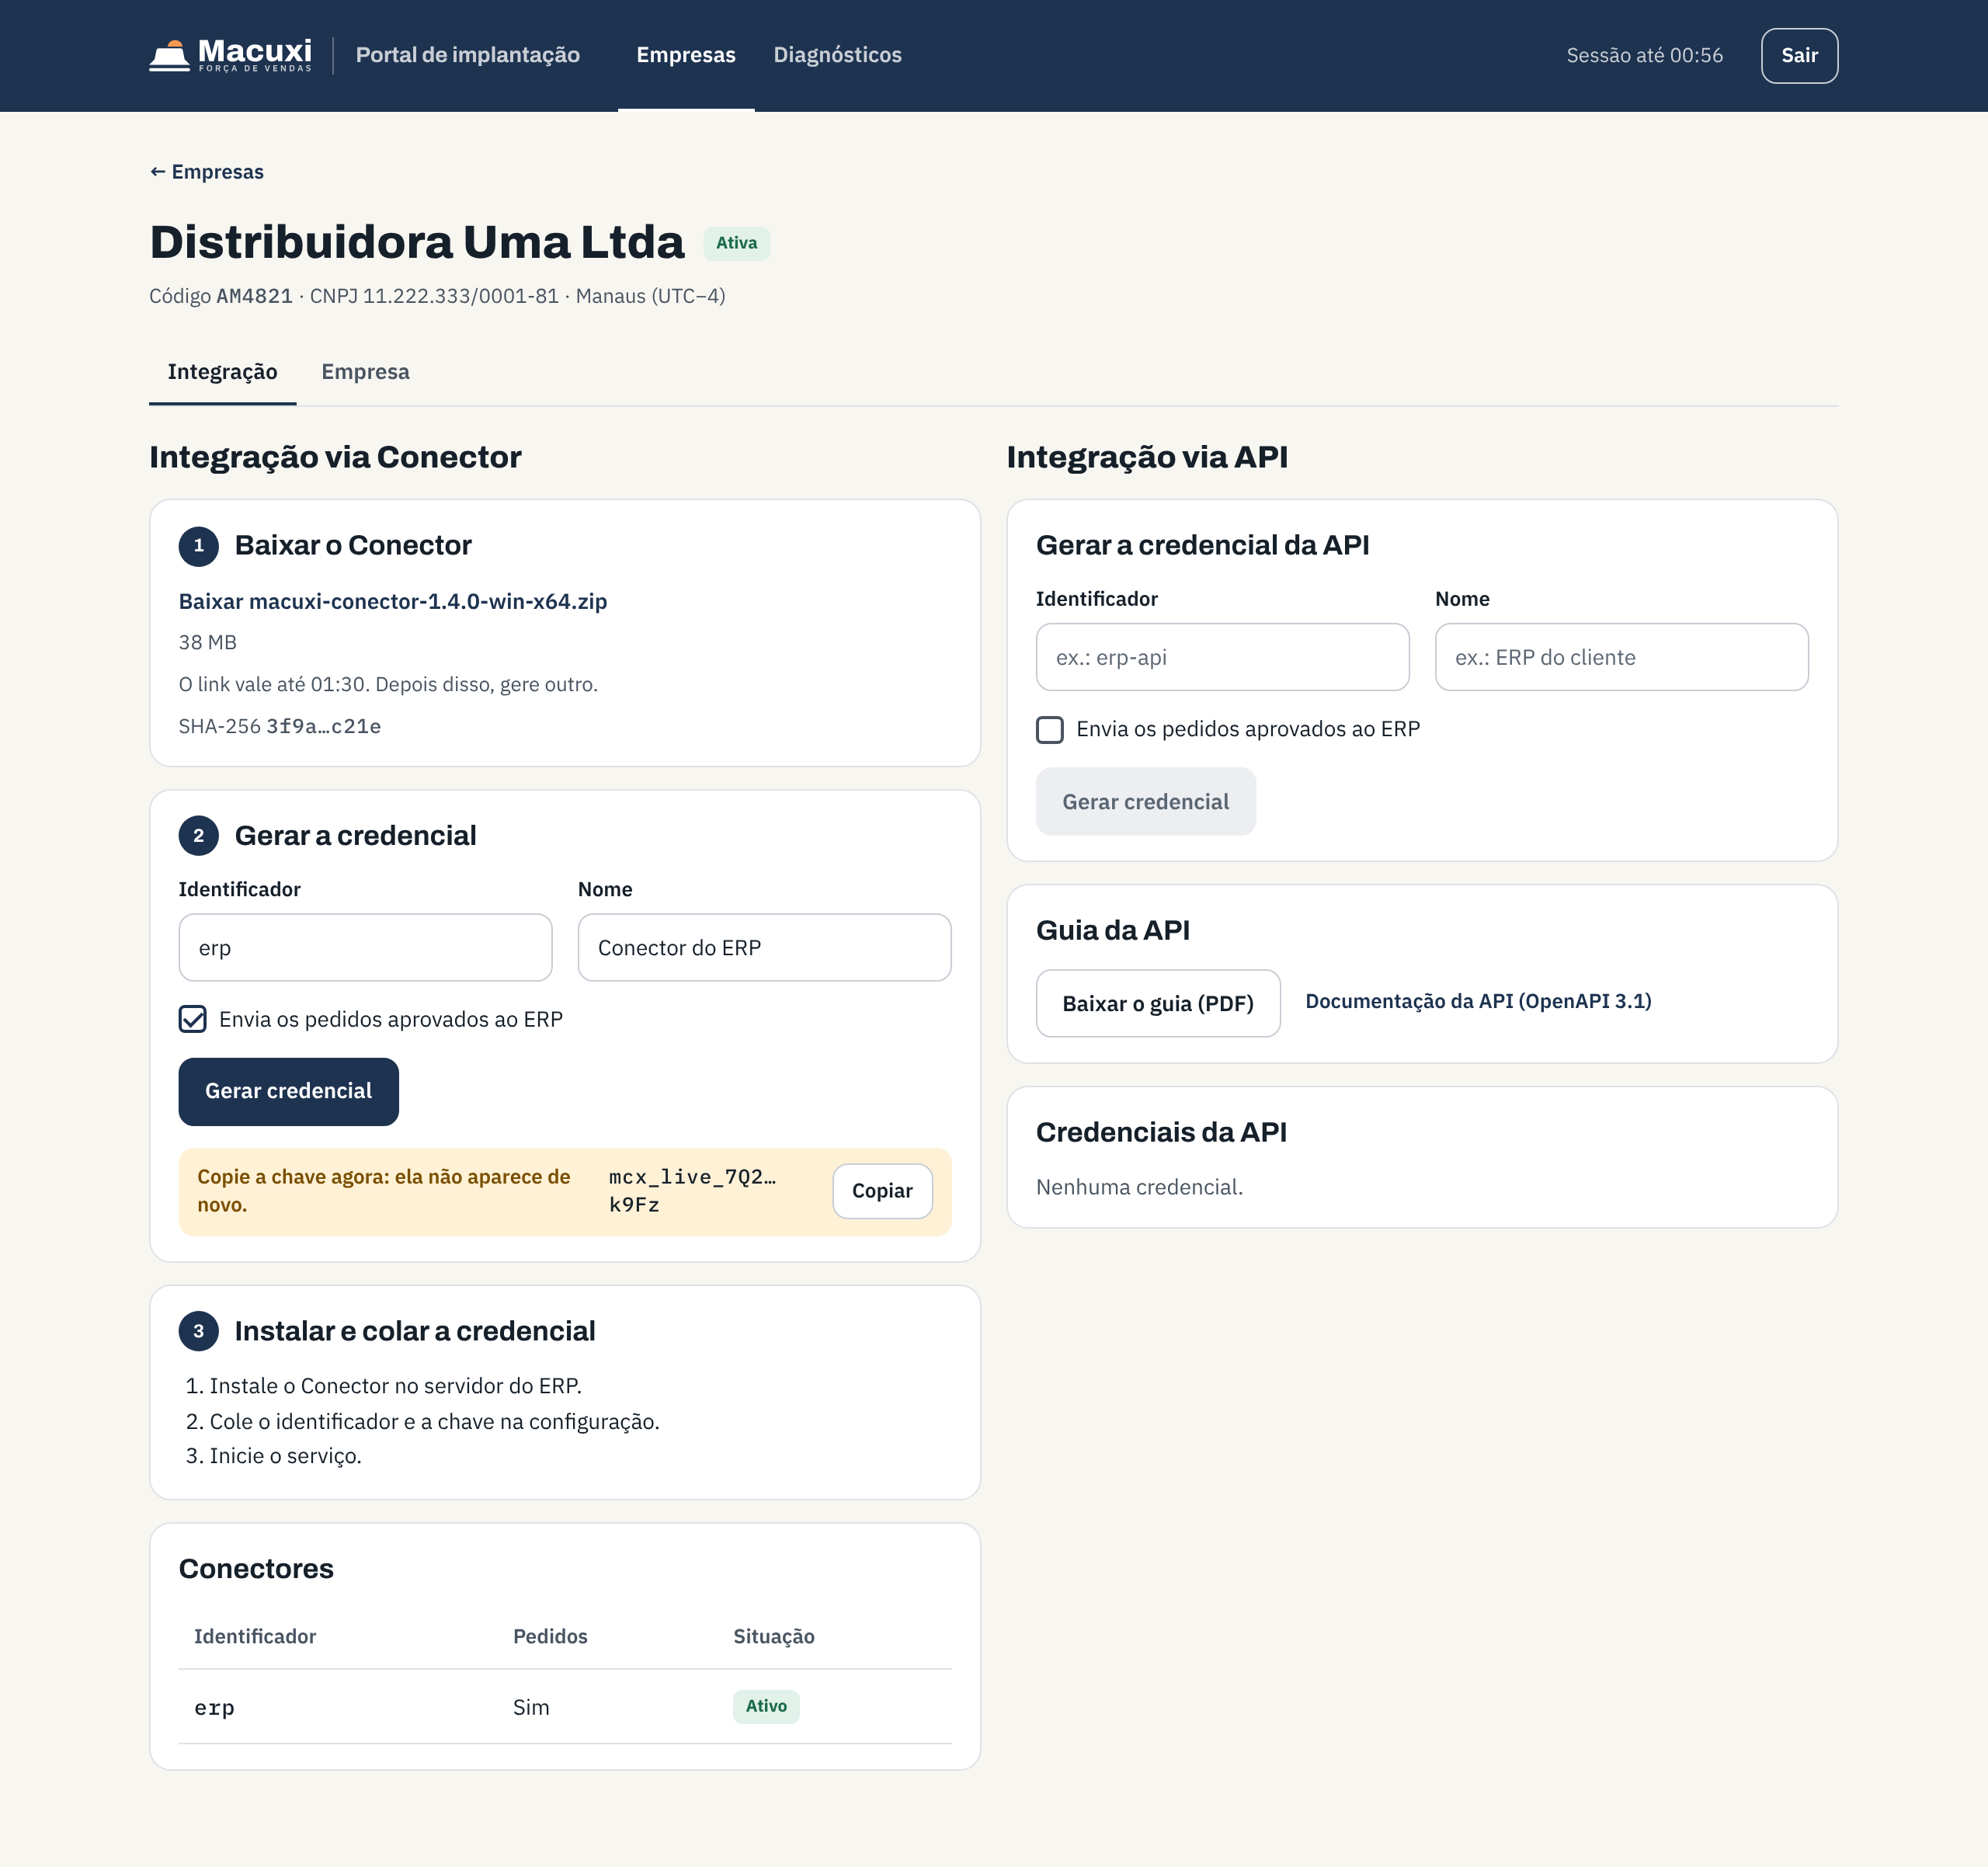 Macuxi
FORÇA DE VENDAS
Portal de implantação
Empresas
Diagnósticos
Sessão até 00:56
Sair
← Empresas
Distribuidora Uma Ltda
Ativa
Código AM4821 · CNPJ 11.222.333/0001-81 · Manaus (UTC−4)
Integração
Empresa
Integração via Conector
1
Baixar o Conector
Baixar macuxi-conector-1.4.0-win-x64.zip
38 MB
O link vale até 01:30. Depois disso, gere outro.
SHA-256 3f9a…c21e
2
Gerar a credencial
Identificador
Nome
erp
Conector do ERP
Envia os pedidos aprovados ao ERP
Gerar credencial
Copie a chave agora: ela não aparece de
novo.
mcx_live_7Q2…
k9Fz
Copiar
3
Instalar e colar a credencial
1. Instale o Conector no servidor do ERP.
2. Cole o identificador e a chave na configuração.
3. Inicie o serviço.
Conectores
Identificador
Pedidos
Situação
erp
Sim
Ativo
Integração via API
Gerar a credencial da API
Identificador
Nome
ex.: erp-api
ex.: ERP do cliente
Envia os pedidos aprovados ao ERP
Gerar credencial
Guia da API
Baixar o guia (PDF)
Documentação da API (OpenAPI 3.1)
Credenciais da API
Nenhuma credencial.